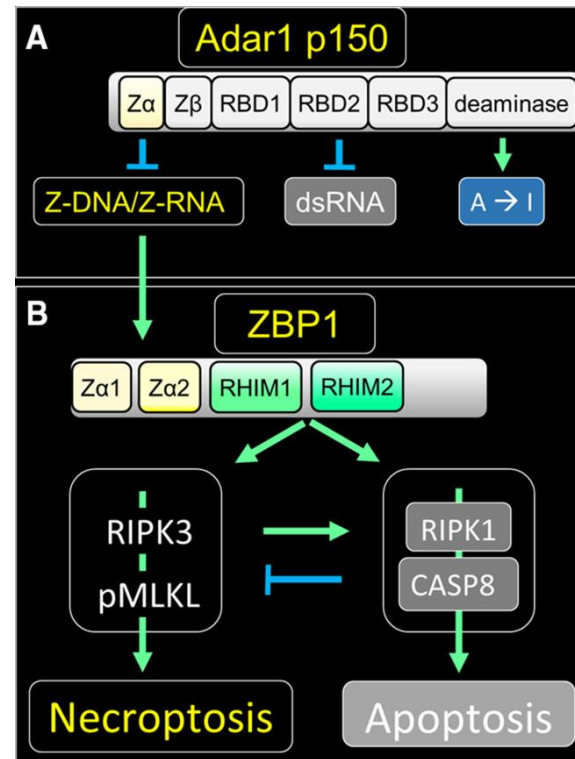 A
Adar1 p150
Zα Zβ RBD1 RBD2 RBD3 deaminase
Z-DNA/Z-RNA dsRNA A → I
B
ZBP1
Zα1 Zα2 RHIM1 RHIM2
RIPK3 RIPK1
pMLKL CASP8
Necroptosis Apoptosis